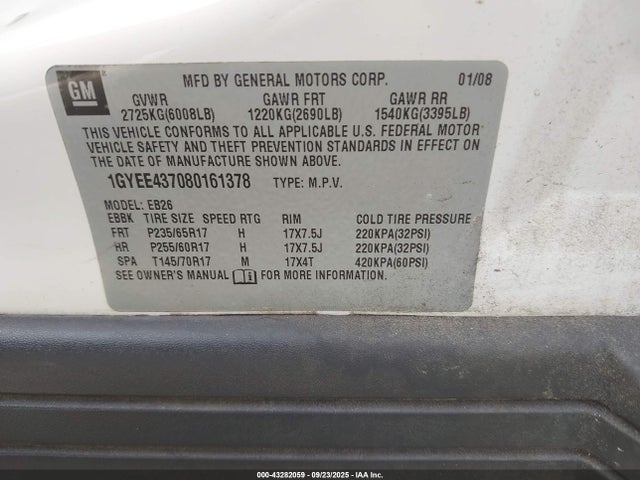 GM
MFD BY GENERAL MOTORS CORP. 01/08
GVWR GAWR FRT GAWR RR
2725KG(6008LB) 1220KG(2690LB) 1540KG(3395LB)
THIS VEHICLE CONFORMS TO ALL APPLICABLE U.S. FEDERAL MOTOR
VEHICLE SAFETY AND THEFT PREVENTION STANDARDS IN EFFECT ON
THE DATE OF MANUFACTURE SHOWN ABOVE.
1GYEE437080161378 TYPE: M.P.V.
MODEL: EB26
EBBK TIRE SIZE SPEED RTG RIM COLD TIRE PRESSURE
FRT P235/65R17 H 17X7.5J 220KPA(32PSI)
RR P255/60R17 H 17X7.5J 220KPA(32PSI)
SPA T145/70R17 M 17X4T 420KPA(60PSI)
SEE OWNER'S MANUAL FOR MORE INFORMATION.
000-43282059 - 09/23/2025 - IAA Inc.